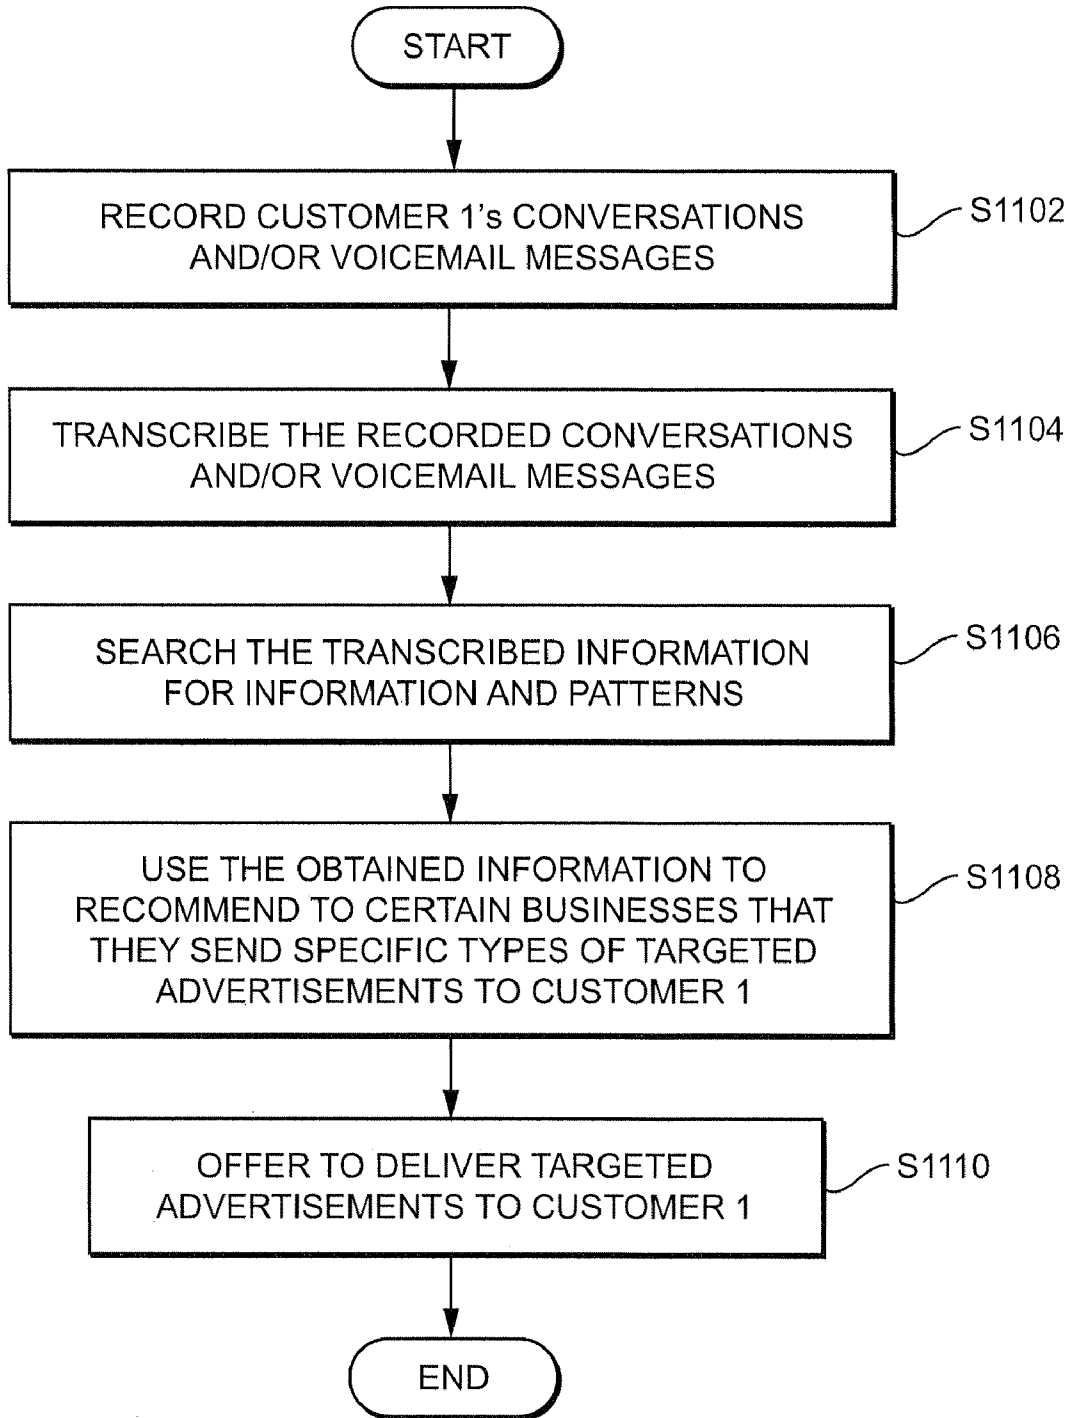 START
RECORD CUSTOMER 1's CONVERSATIONS
AND/OR VOICEMAIL MESSAGES
S1102
TRANSCRIBE THE RECORDED CONVERSATIONS
AND/OR VOICEMAIL MESSAGES
S1104
SEARCH THE TRANSCRIBED INFORMATION
FOR INFORMATION AND PATTERNS
S1106
USE THE OBTAINED INFORMATION TO
RECOMMEND TO CERTAIN BUSINESSES THAT
THEY SEND SPECIFIC TYPES OF TARGETED
ADVERTISEMENTS TO CUSTOMER 1
S1108
OFFER TO DELIVER TARGETED
ADVERTISEMENTS TO CUSTOMER 1
S1110
END